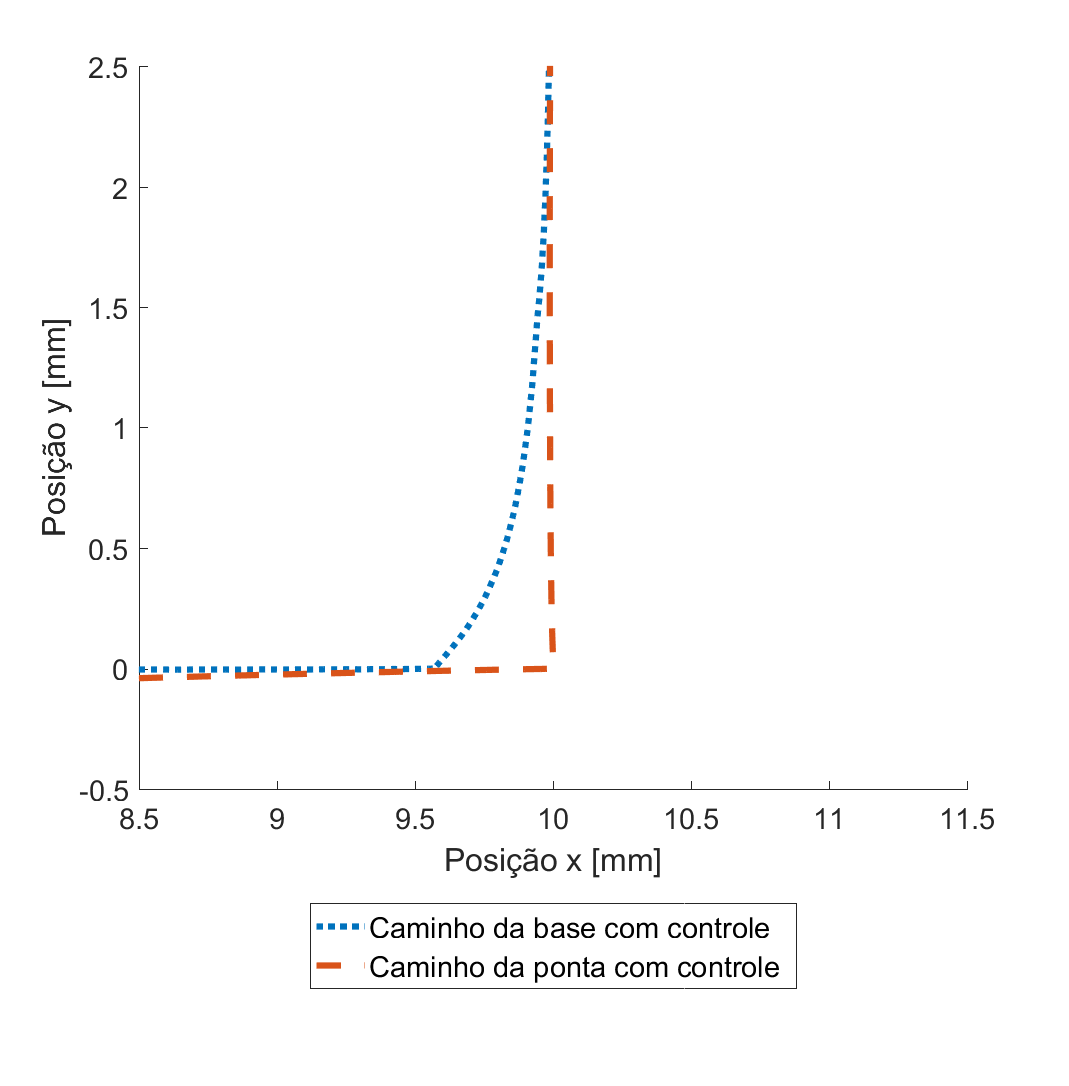 2.5
2
1.5
1
0.5
0
-0.5
Posição y [mm]
8.5 9 9.5 10 10.5 11 11.5
Posição x [mm]
Caminho da base com controle
Caminho da ponta com controle